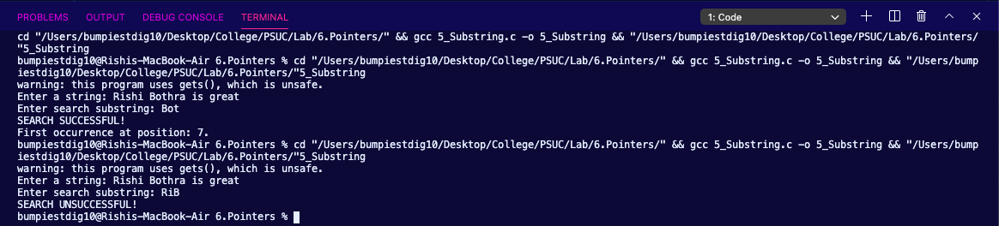 PROBLEMS OUTPUT DEBUG CONSOLE TERMINAL 1: Code
cd "/Users/bumpiestdig10/Desktop/College/PSUC/Lab/6.Pointers/" && gcc 5_Substring.c -o 5_Substring && "/Users/bumpiestdig10/Desktop/College/PSUC/Lab/6.Pointers/
"5_Substring
bumpiestdig10@Rishis-MacBook-Air 6.Pointers % cd "/Users/bumpiestdig10/Desktop/College/PSUC/Lab/6.Pointers/" && gcc 5_Substring.c -o 5_Substring && "/Users/bump
iestdig10/Desktop/College/PSUC/Lab/6.Pointers/"5_Substring
warning: this program uses gets(), which is unsafe.
Enter a string: Rishi Bothra is great
Enter search substring: Bot
SEARCH SUCCESSFUL!
First occurrence at position: 7.
bumpiestdig10@Rishis-MacBook-Air 6.Pointers % cd "/Users/bumpiestdig10/Desktop/College/PSUC/Lab/6.Pointers/" && gcc 5_Substring.c -o 5_Substring && "/Users/bump
iestdig10/Desktop/College/PSUC/Lab/6.Pointers/"5_Substring
warning: this program uses gets(), which is unsafe.
Enter a string: Rishi Bothra is great
Enter search substring: RiB
SEARCH UNSUCCESSFUL!
bumpiestdig10@Rishis-MacBook-Air 6.Pointers %